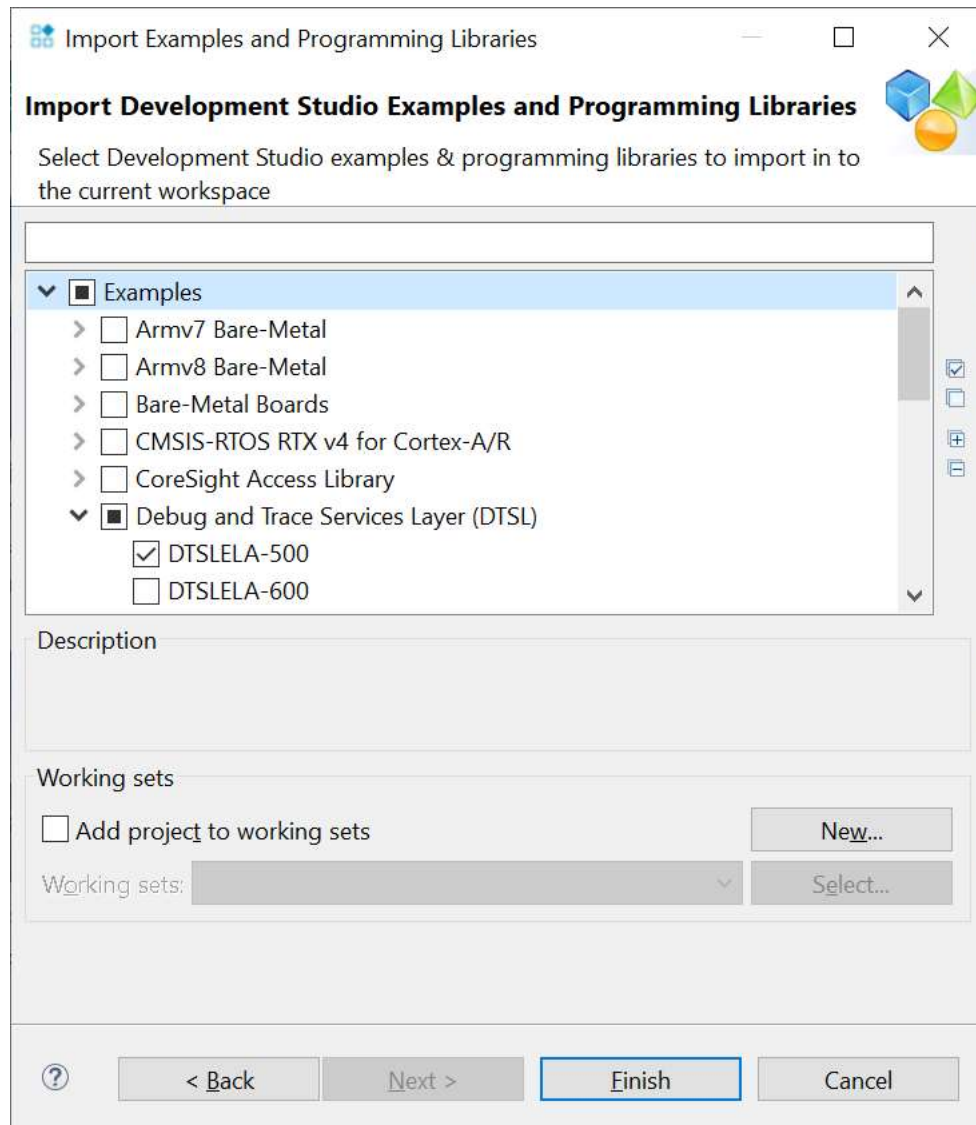 Import Examples and Programming Libraries
Import Development Studio Examples and Programming Libraries
Select Development Studio examples & programming libraries to import in to
the current workspace
Examples
Armv7 Bare-Metal
Armv8 Bare-Metal
Bare-Metal Boards
CMSIS-RTOS RTX v4 for Cortex-A/R
CoreSight Access Library
Debug and Trace Services Layer (DTSL)
DTSLELA-500
DTSLELA-600
Description
Working sets
Add project to working sets
New...
Working sets:
Select...
< Back
Next >
Finish
Cancel